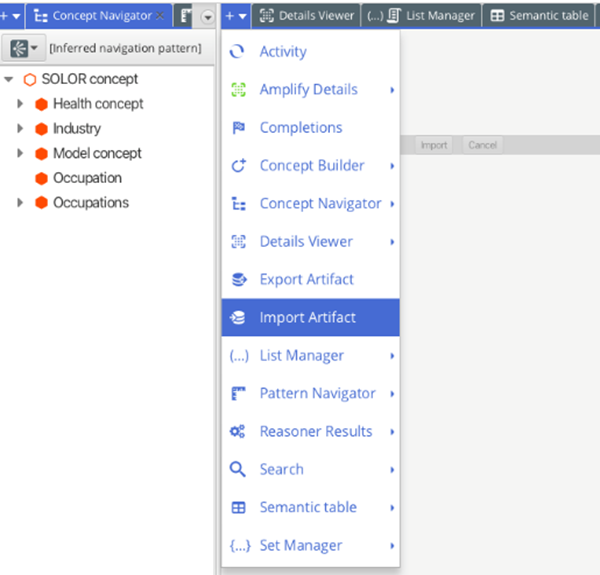 Concept Navigator
[Inferred navigation pattern]
SOLOR concept
Health concept
Industry
Model concept
Occupation
Occupations
+ Details Viewer (...) List Manager Semantic table
Activity
Amplify Details
Completions
Concept Builder
Concept Navigator
Details Viewer
Export Artifact
Import Artifact
(...) List Manager
Pattern Navigator
Reasoner Results
Search
Semantic table
{...} Set Manager
Import Cancel